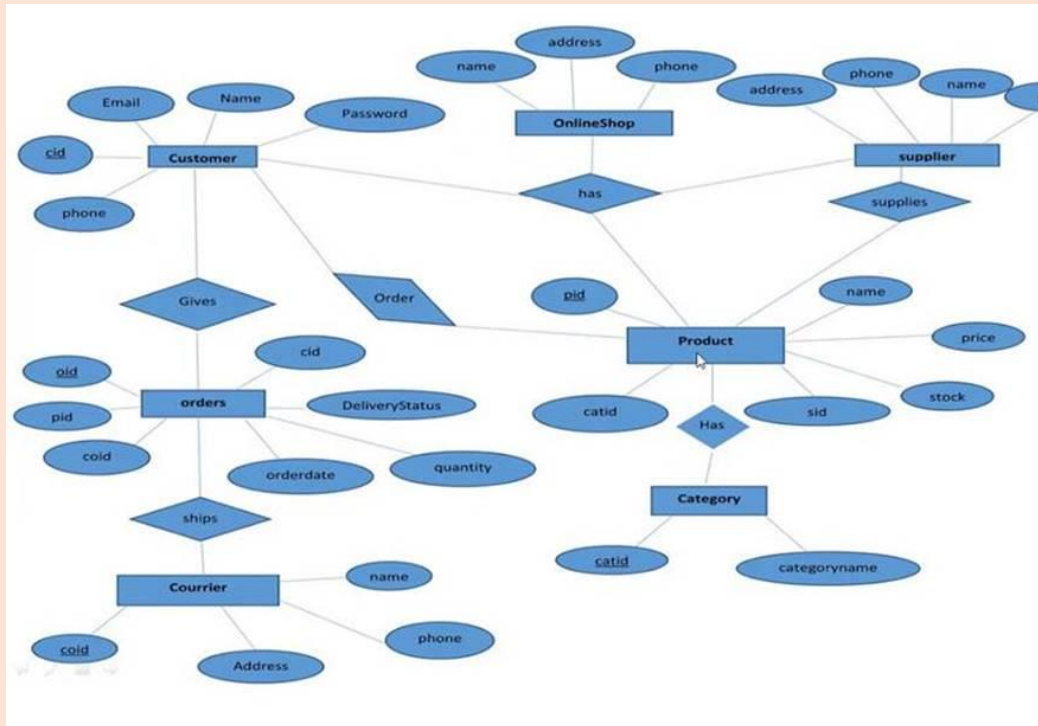 address
name
phone
OnlineShop
address
phone
name
supplier
Email
Name
Password
cid
Customer
phone
has
supplies
Gives
Order
pid
name
Product
price
stock
catid
sid
Has
cid
oid
orders
DeliveryStatus
pid
coid
orderdate
quantity
ships
Category
catid
categoryname
Courrier
name
coid
Address
phone